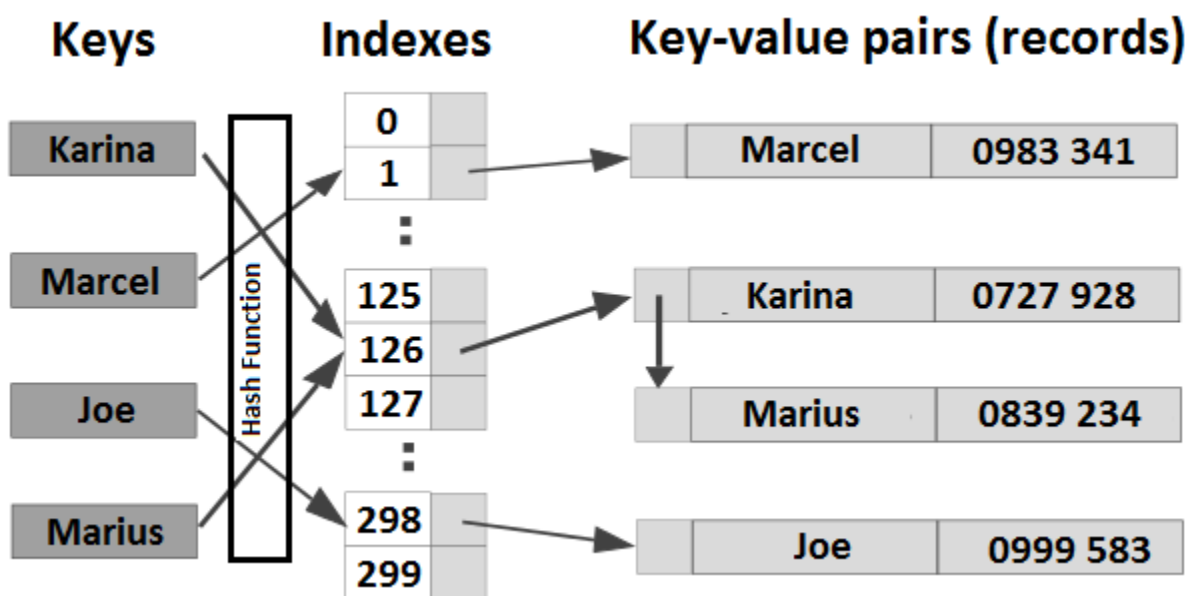 Keys Indexes Key-value pairs (records)
Karina
Marcel
Joe
Marius
Hash Function
0
1
:
125
126
127
:
298
299
Marcel 0983 341
Karina 0727 928
Marius 0839 234
Joe 0999 583